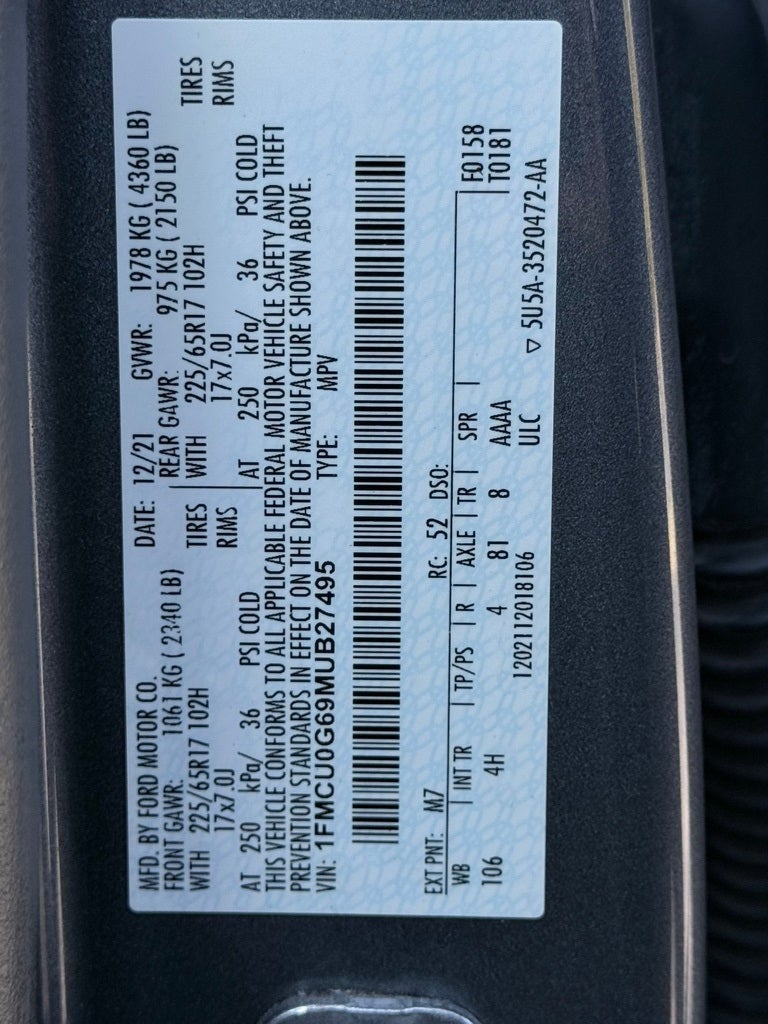 MFD. BY FORD MOTOR CO. DATE: 12/21 GVWR: 1978 KG ( 4360 LB)
FRONT GAWR: 1061 KG ( 2340 LB) REAR GAWR: 975 KG ( 2150 LB)
WITH 225/65R17 102H TIRES WITH 225/65R17 102H TIRES
17x7.0J RIMS 17x7.0J RIMS
AT 250 kPa/ 36 PSI COLD AT 250 kPa/ 36 PSI COLD
THIS VEHICLE CONFORMS TO ALL APPLICABLE FEDERAL MOTOR VEHICLE SAFETY AND THEFT
PREVENTION STANDARDS IN EFFECT ON THE DATE OF MANUFACTURE SHOWN ABOVE.
VIN: 1FMCU0G69MUB27495 TYPE: MPV
EXT PNT: M7 RC: 52 DSO:
WB | INT TR | TP/PS | R | AXLE | TR | SPR | F0158
106 4H 4 81 8 AAAA T0181
1202112018106 ULC
▽ 5U5A-3520472-AA